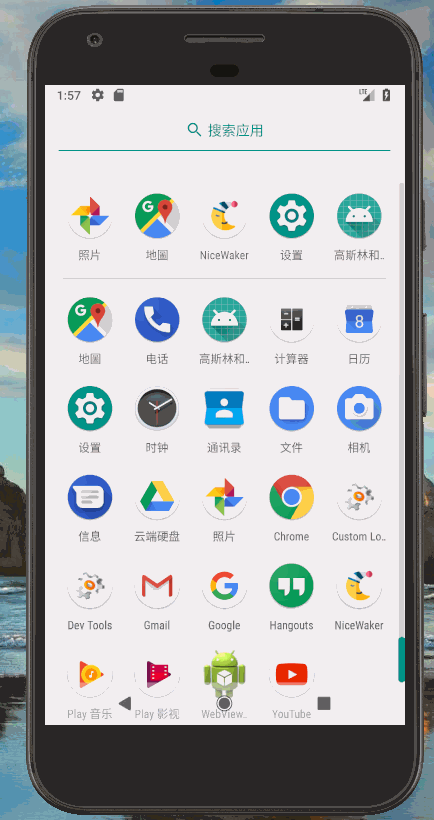 1:57
LTE
搜索应用
照片
地图
NiceWaker
设置
高斯林和..
地图
电话
高斯林和..
计算器
8
日历
设置
时钟
通讯录
文件
相机
信息
云端硬盘
照片
Chrome
Custom Lo..
Dev Tools
Gmail
Google
Hangouts
NiceWaker
Play 音乐
Play 影视
WebView..
YouTube